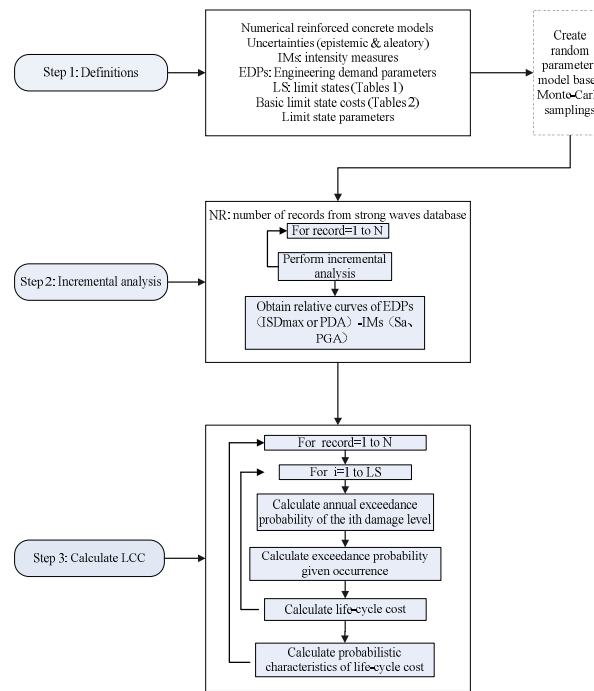 Step 1: Definitions
Numerical reinforced concrete models
Uncertainties (epistemic & aleatory)
IMs: intensity measures
EDPs: Engineering demand parameters
LS: limit states (Tables 1)
Basic limit state costs (Tables 2)
Limit state parameters
Create
random
parameter
model base
Monte-Carl
samplings
Step 2: Incremental analysis
NR: number of records from strong waves database
For record=1 to N
Perform incremental
analysis
Obtain relative curves of EDPs
（ISDmax or PDA）-IMs（Sa、
PGA）
Step 3: Calculate LCC
For record=1 to N
For i=1 to LS
Calculate annual exceedance
probability of the ith damage level
Calculate exceedance probability
given occurrence
Calculate life-cycle cost
Calculate probabilistic
characteristics of life-cycle cost